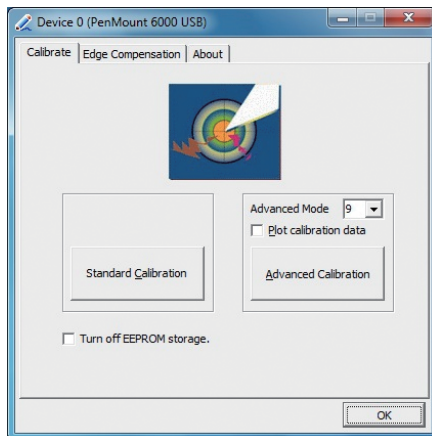 Device 0 (PenMount 6000 USB)
Calibrate Edge Compensation About
Advanced Mode 9
Plot calibration data
Standard Calibration Advanced Calibration
Turn off EEPROM storage.
OK